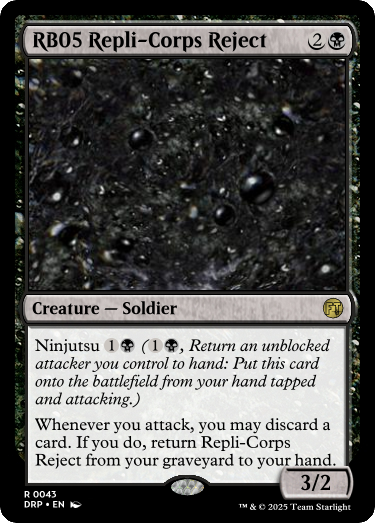 RB05 Repli-Corps Reject 2
Creature — Soldier
FT
Ninjutsu 1 (1, Return an unblocked
attacker you control to hand: Put this card
onto the battlefield from your hand tapped
and attacking.)
Whenever you attack, you may discard a
card. If you do, return Repli-Corps
Reject from your graveyard to your hand.
3/2
R 0043
DRP • EN
™ & © 2025 Team Starlight